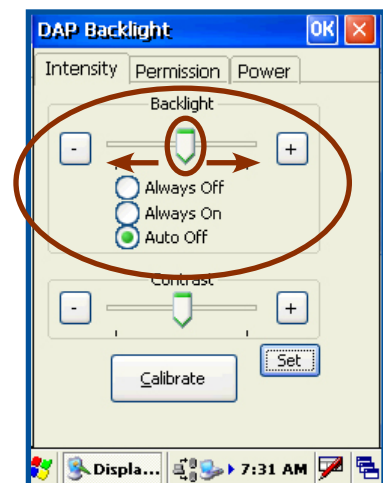 DAP Backlight OK
Intensity Permission Power
Backlight
- +
Always Off
Always On
Auto Off
Contrast
- +
Set
Calibrate
Displa... 7:31 AM